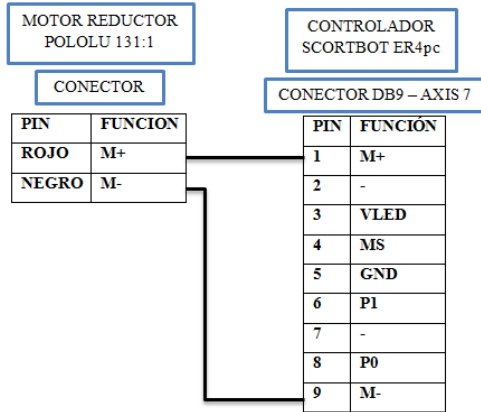 MOTOR REDUCTOR
POLOLU 131:1
CONECTOR
PIN FUNCION
ROJO M+
NEGRO M-
CONTROLADOR
SCORTBOT ER4pc
CONECTOR DB9 – AXIS 7
PIN FUNCIÓN
1 M+
2 -
3 VLED
4 MS
5 GND
6 P1
7 -
8 P0
9 M-